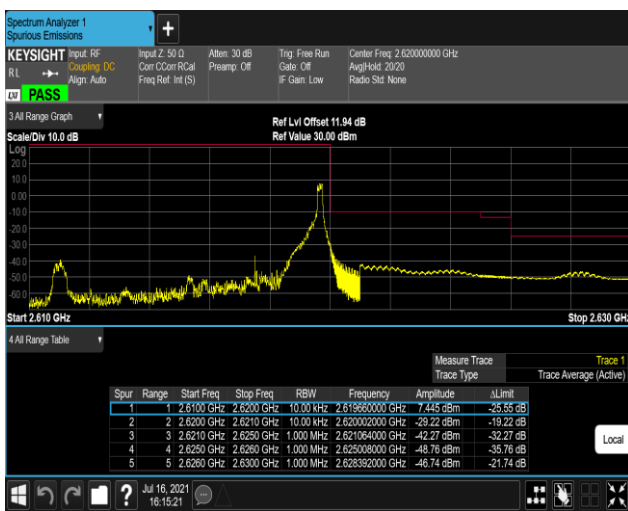 Spectrum Analyzer 1
Spurious Emissions
+
KEYSIGHT Input: RF Input Z: 50 Ω Atten: 30 dB Trig: Free Run Center Freq: 2.620000000 GHz
RL Coupling: DC Corr CCorr RCal Preamp: Off Gate: Off Avg|Hold: 20/20
Align: Auto Freq Ref: Int (S) IF Gain: Low Radio Std: None
LXI PASS
3 All Range Graph
Ref Lvl Offset 11.94 dB
Scale/Div 10.0 dB Ref Value 30.00 dBm
Log
20.0
10.0
0.00
-10.0
-20.0
-30.0
-40.0
-50.0
-60.0
Start 2.610 GHz Stop 2.630 GHz
4 All Range Table
Measure Trace Trace 1
Trace Type Trace Average (Active)
Spur Range Start Freq Stop Freq RBW Frequency Amplitude ΔLimit
1 1 2.6100 GHz 2.6200 GHz 10.00 kHz 2.619660000 GHz 7.445 dBm -25.55 dB
2 2 2.6200 GHz 2.6210 GHz 10.00 kHz 2.620002000 GHz -29.22 dBm -19.22 dB
3 3 2.6210 GHz 2.6250 GHz 1.000 MHz 2.621064000 GHz -42.27 dBm -32.27 dB
4 4 2.6250 GHz 2.6260 GHz 1.000 MHz 2.625008000 GHz -48.76 dBm -35.76 dB
5 5 2.6260 GHz 2.6300 GHz 1.000 MHz 2.628392000 GHz -46.74 dBm -21.74 dB
Local
? Jul 16, 2021
16:15:21